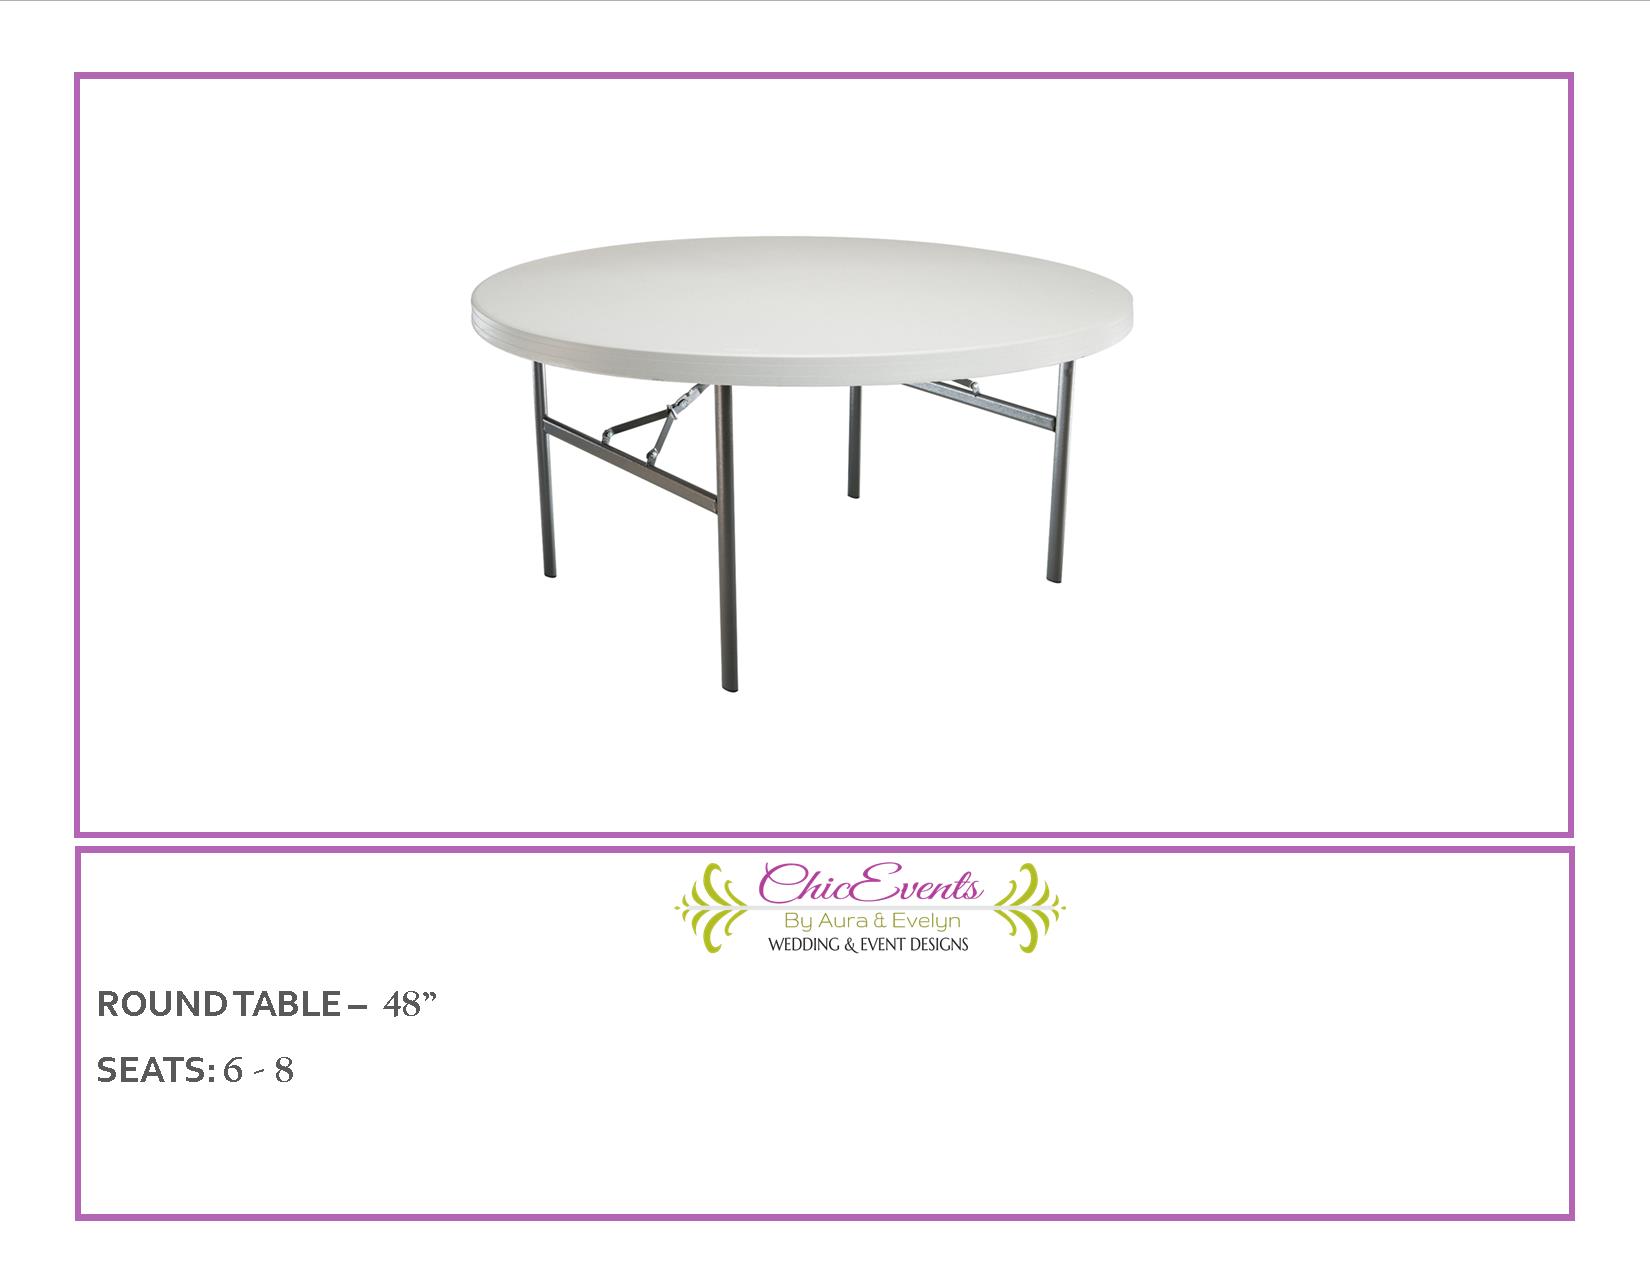 ChicEvents
By Aura & Evelyn
WEDDING & EVENT DESIGNS
ROUND TABLE – 48”
SEATS: 6 - 8